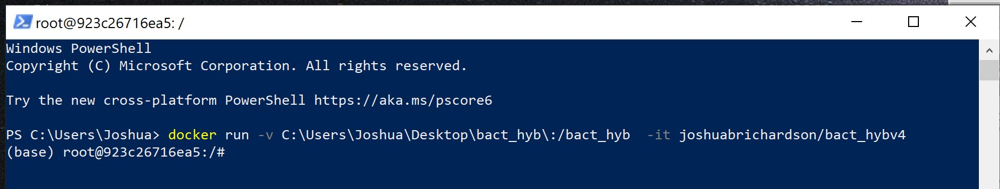 root@923c26716ea5: /
Windows PowerShell
Copyright (C) Microsoft Corporation. All rights reserved.
Try the new cross-platform PowerShell https://aka.ms/pscore6
PS C:\Users\Joshua> docker run -v C:\Users\Joshua\Desktop\bact_hyb\:/bact_hyb  -it joshuabrichardson/bact_hybv4
(base) root@923c26716ea5:/#